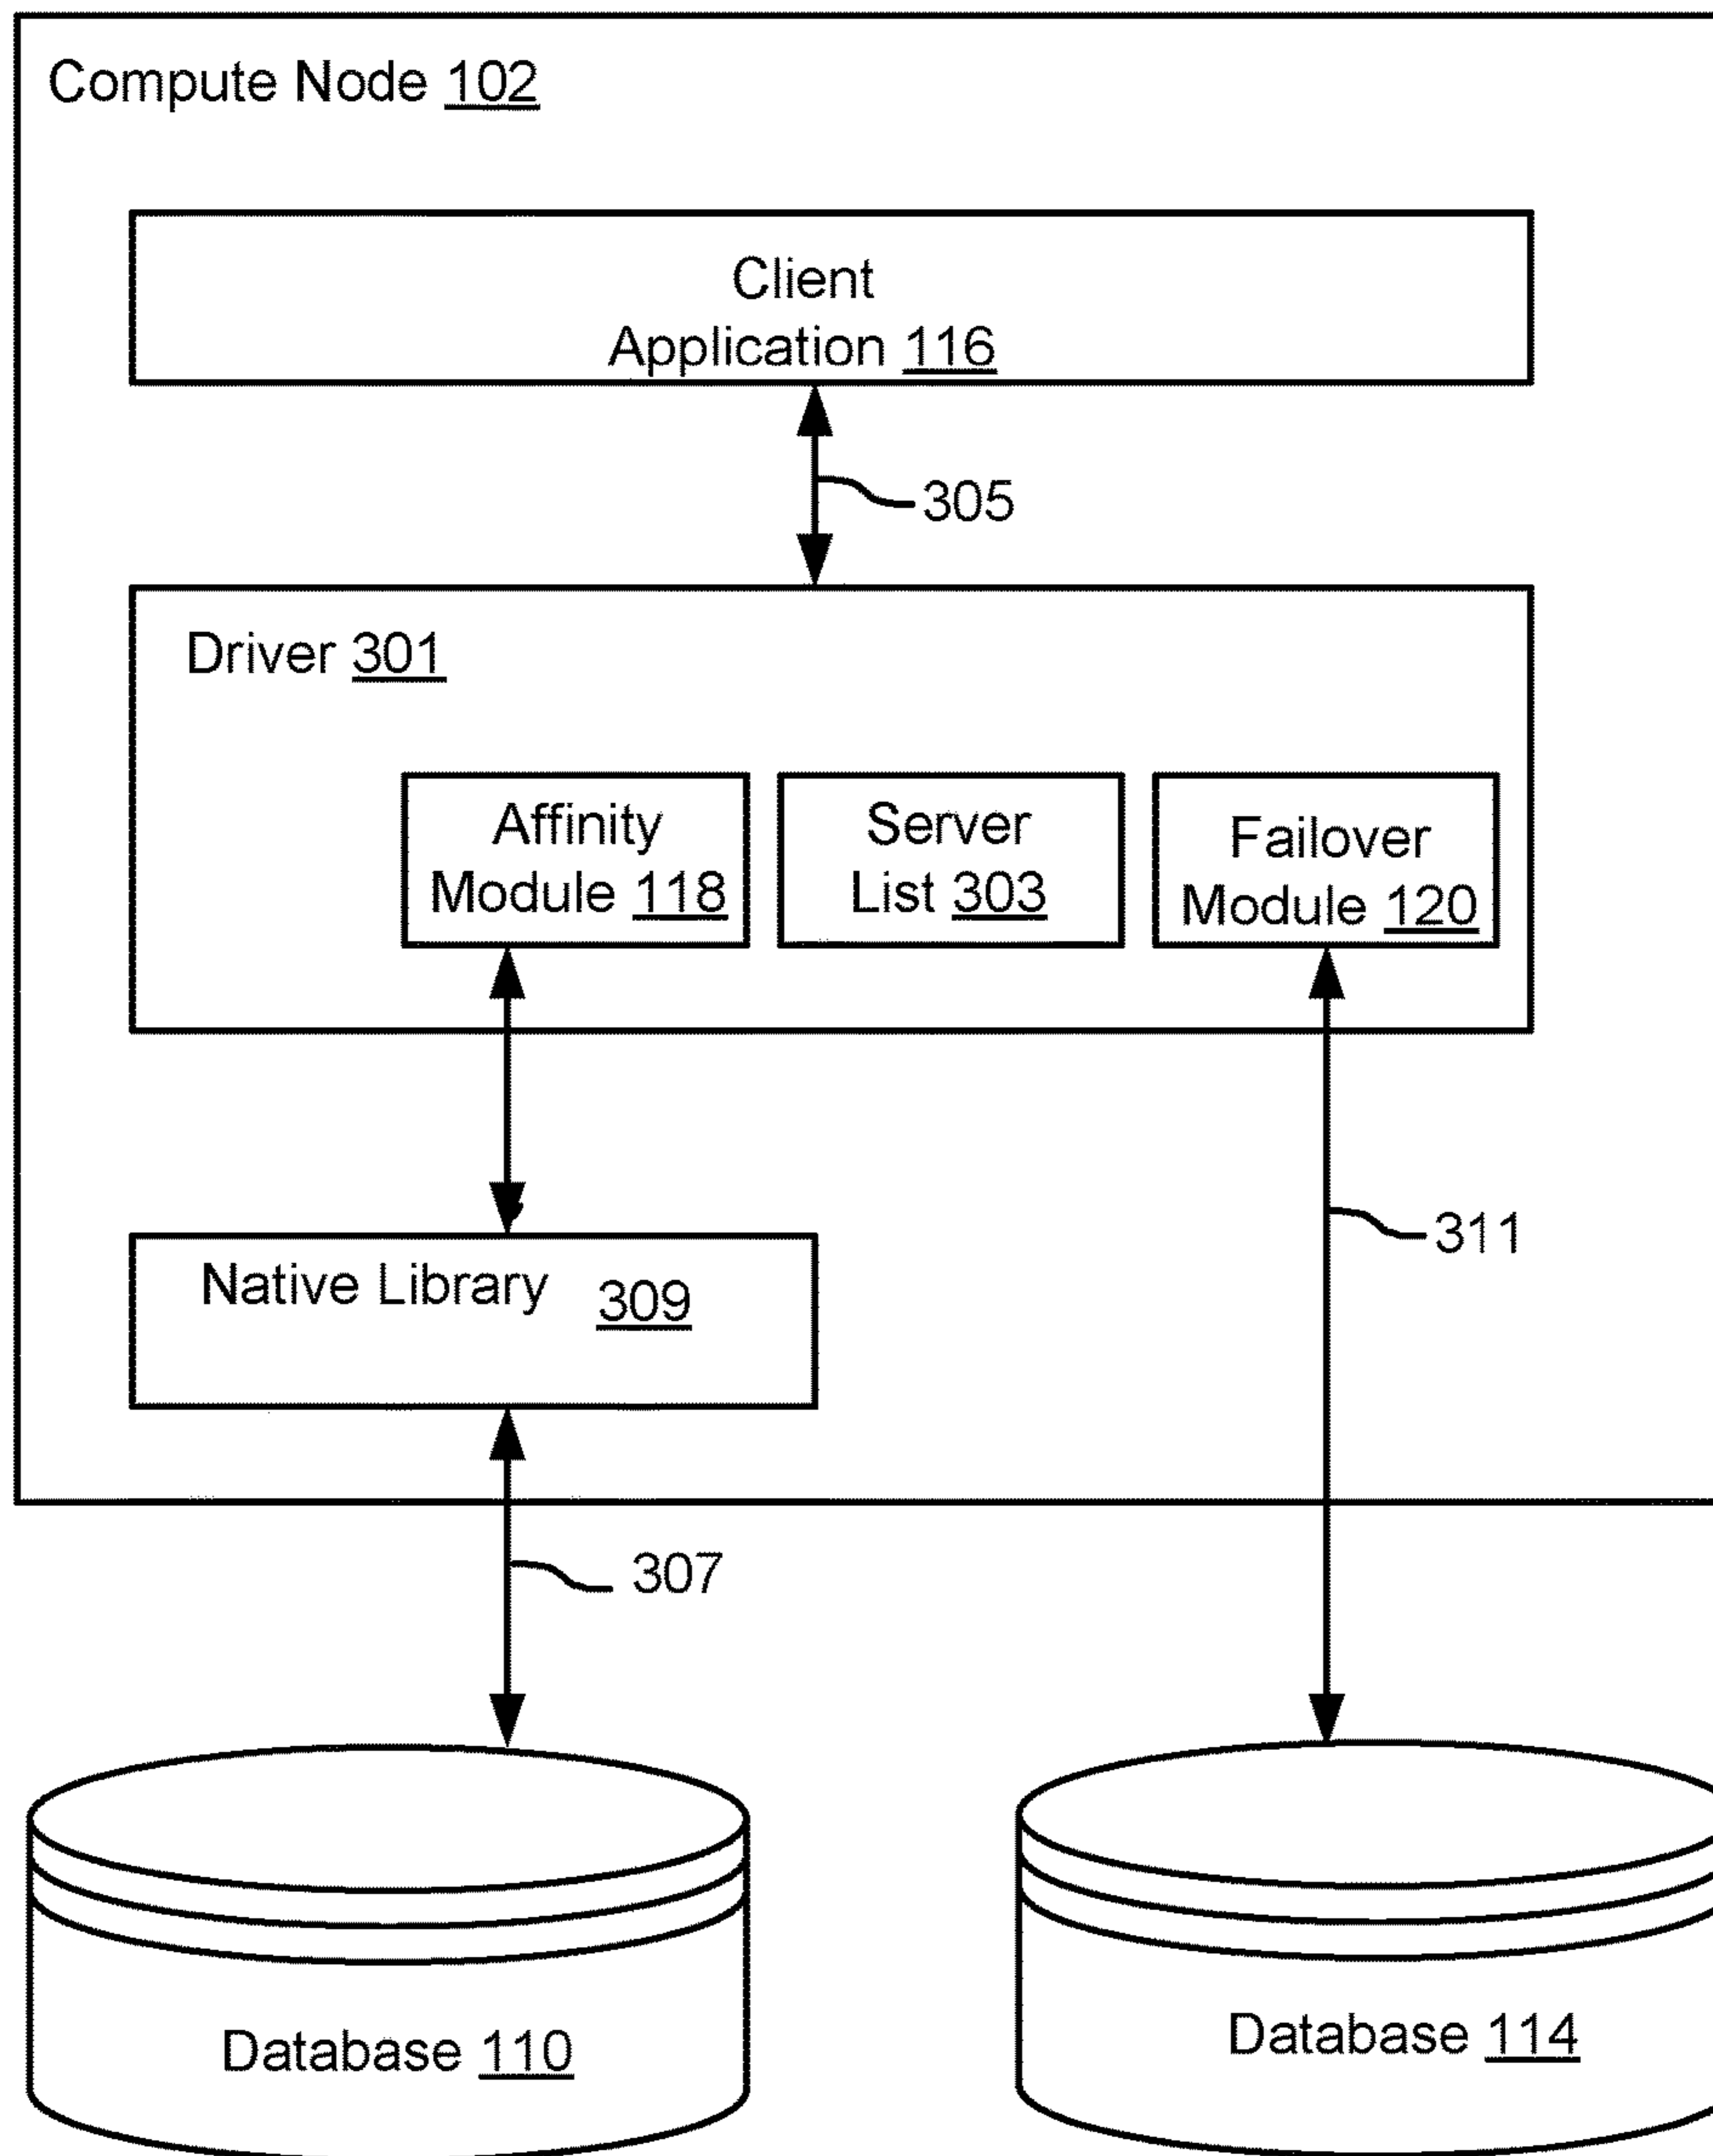 Compute Node 102
Client
Application 116
305
Driver 301
Affinity
Module 118
Server
List 303
Failover
Module 120
Native Library 309
311
307
Database 110
Database 114